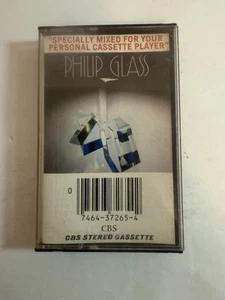 "SPECIALLY MIXED FOR YOUR
PERSONAL CASSETTE PLAYER"
PHILIP GLASS
0
7464-37265-4
CBS
CBS STEREO CASSETTE